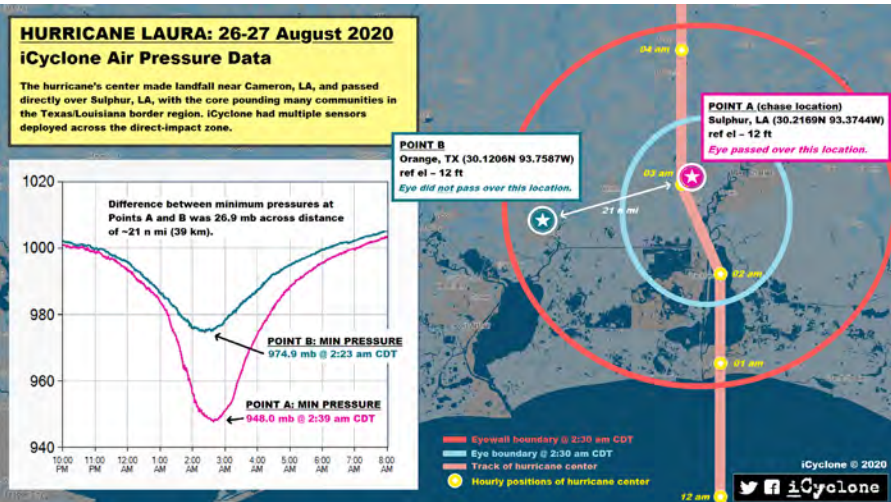 HURRICANE LAURA: 26-27 August 2020
iCyclone Air Pressure Data
The hurricane's center made landfall near Cameron, LA, and passed
directly over Sulphur, LA, with the core pounding many communities in
the Texas/Louisiana border region. iCyclone had multiple sensors
deployed across the direct-impact zone.
1020
1000
980
960
940
Difference between minimum pressures at
Points A and B was 26.9 mb across distance
of ~21 n mi (39 km).
POINT B: MIN PRESSURE
974.9 mb @ 2:23 am CDT
POINT A: MIN PRESSURE
948.0 mb @ 2:39 am CDT
10:00 PM
11:00 PM
12:00 AM
1:00 AM
2:00 AM
3:00 AM
4:00 AM
5:00 AM
6:00 AM
7:00 AM
8:00 AM
04 am
POINT A (chase location)
Sulphur, LA (30.2169N 93.3744W)
ref el – 12 ft
Eye passed over this location.
POINT B
Orange, TX (30.1206N 93.7587W)
ref el – 12 ft
Eye did not pass over this location.
03 am
21 n mi
02 am
01 am
12 am
Eyewall boundary @ 2:30 am CDT
Eye boundary @ 2:30 am CDT
Track of hurricane center
Hourly positions of hurricane center
iCyclone © 2020
iCyclone